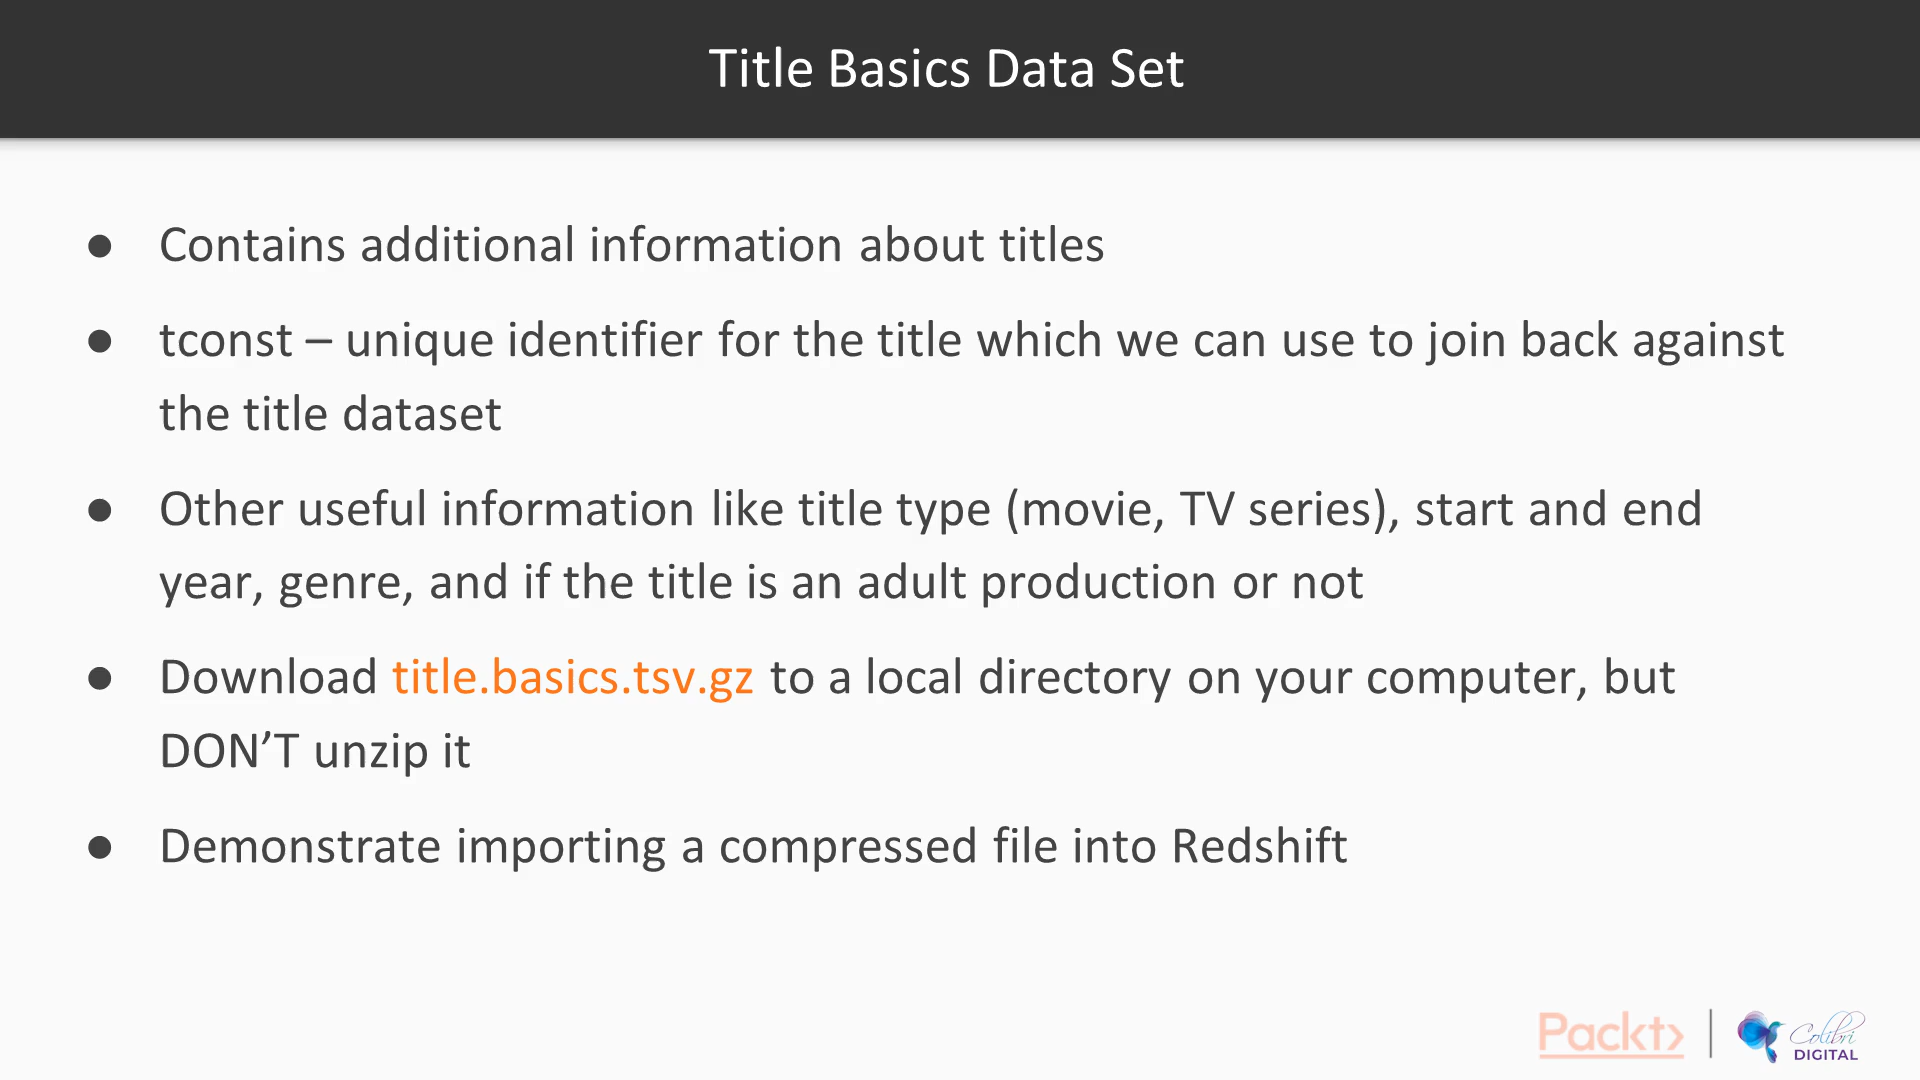 Title Basics Data Set
● Contains additional information about titles
● tconst – unique identifier for the title which we can use to join back against
the title dataset
● Other useful information like title type (movie, TV series), start and end
year, genre, and if the title is an adult production or not
● Download title.basics.tsv.gz to a local directory on your computer, but
DON’T unzip it
● Demonstrate importing a compressed file into Redshift
Packt>
Colibri
DIGITAL